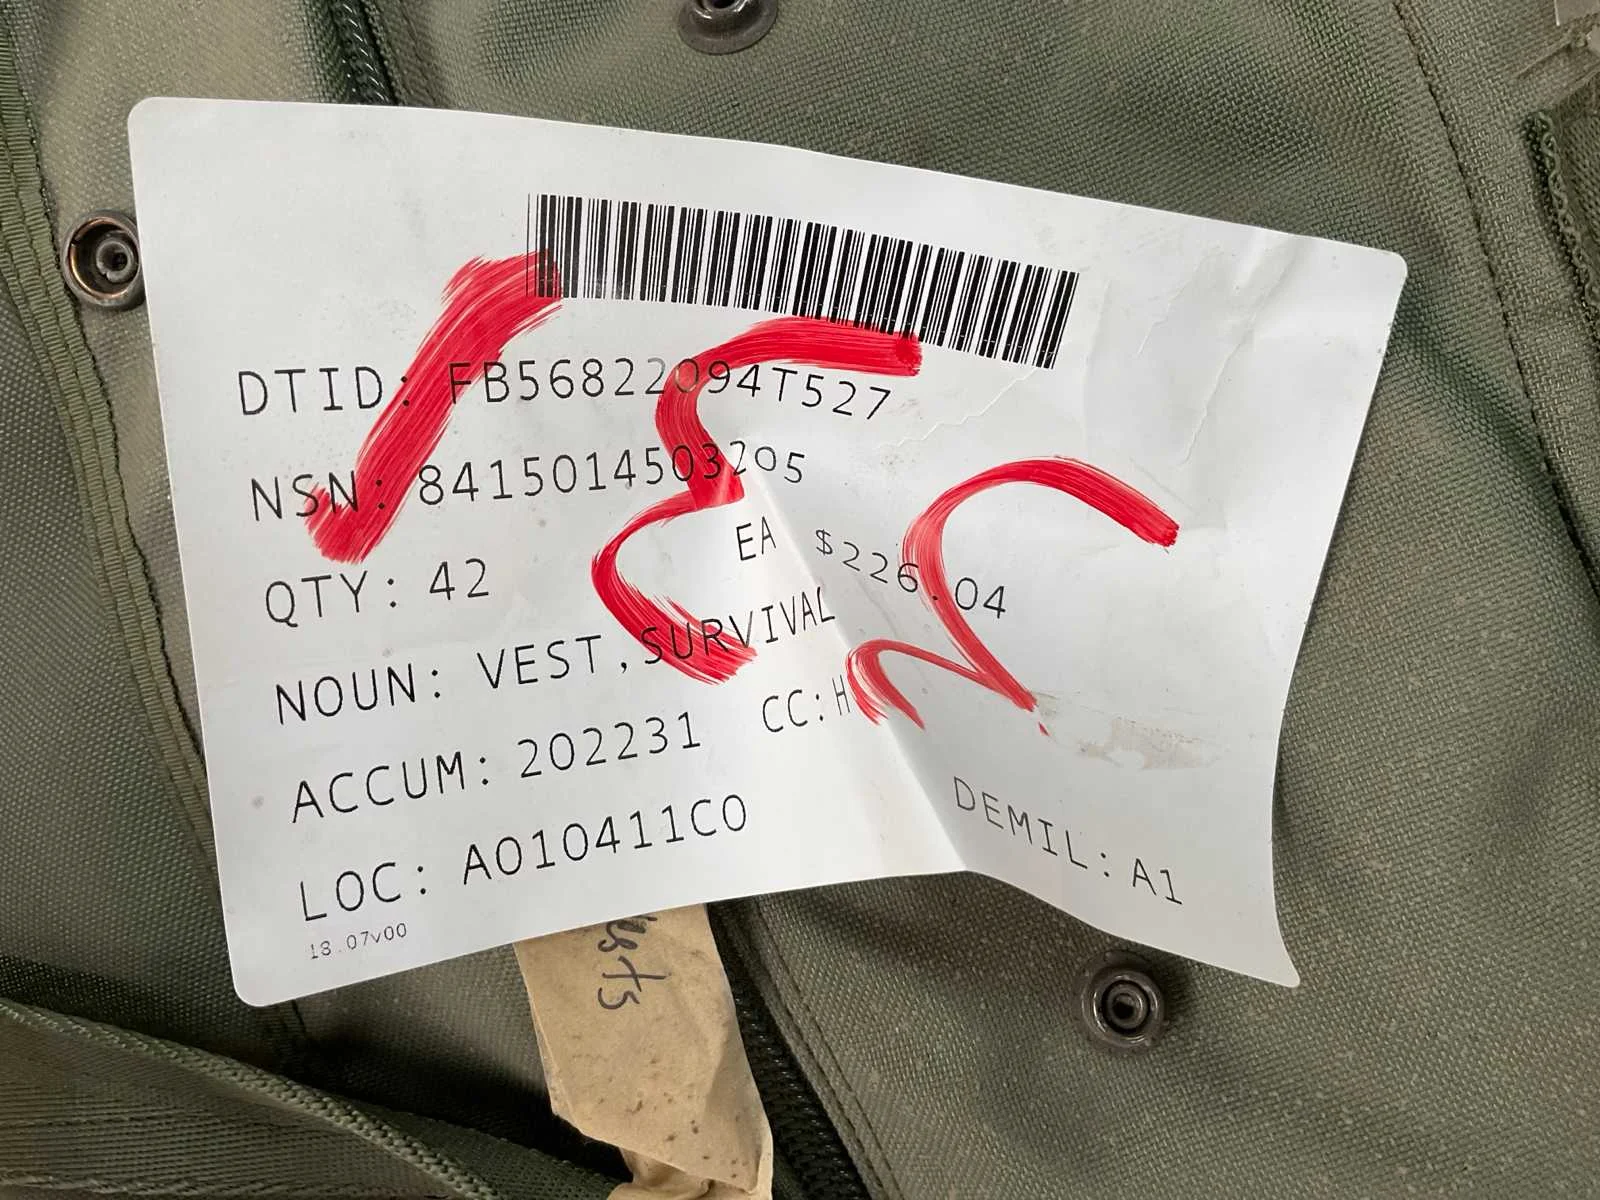 DTID: FB56822094T527
NSN: 8415014503205
QTY: 42 EA $226.04
NOUN: VEST,SURVIVAL
ACCUM: 202231 CC:H
LOC: A010411C0 DEMIL: A1
18.07v00